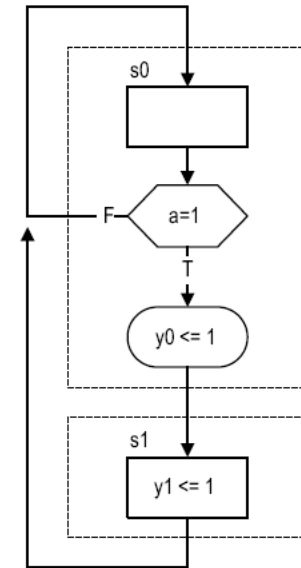 s0
a=1
F
T
y0 <= 1
s1
y1 <= 1